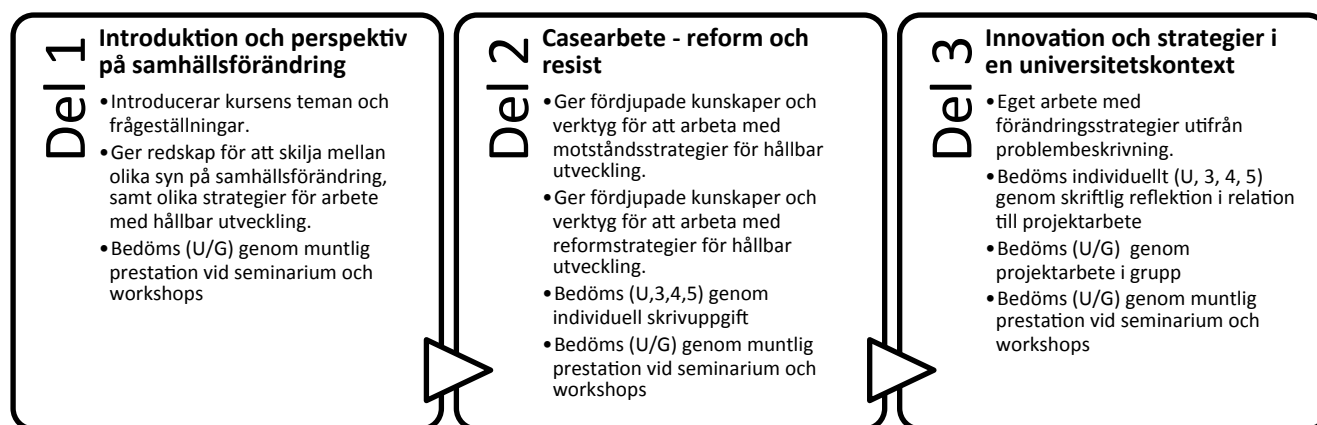 Del 1
Introduktion och perspektiv
på samhällsförändring
•Introducerar kursens teman och
frågeställningar.
•Ger redskap för att skilja mellan
olika syn på samhällsförändring,
samt olika strategier för arbete
med hållbar utveckling.
•Bedöms (U/G) genom muntlig
prestation vid seminarium och
workshops
Del 2
Casearbete - reform och
resist
•Ger fördjupade kunskaper och
verktyg för att arbeta med
motståndsstrategier för hållbar
utveckling.
•Ger fördjupade kunskaper och
verktyg för att arbeta med
reformstrategier för hållbar
utveckling.
•Bedöms (U,3,4,5) genom
individuell skrivuppgift
•Bedöms (U/G) genom muntlig
prestation vid seminarium och
workshops
Del 3
Innovation och strategier i
en universitetskontext
•Eget arbete med
förändringsstrategier utifrån
problembeskrivning.
•Bedöms individuellt (U, 3, 4, 5)
genom skriftlig reflektion i relation
till projektarbete
•Bedöms (U/G) genom
projektarbete i grupp
•Bedöms (U/G) genom muntlig
prestation vid seminarium och
workshops